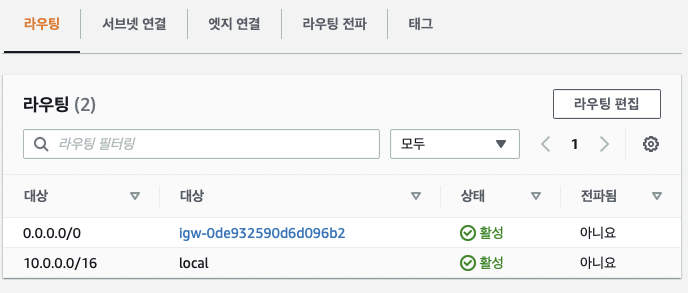 라우팅 서브넷 연결 엣지 연결 라우팅 전파 태그
라우팅 (2) 라우팅 편집
라우팅 필터링 모두 1
대상 대상 상태 전파됨
0.0.0.0/0 igw-0de932590d6d096b2 활성 아니요
10.0.0.0/16 local 활성 아니요